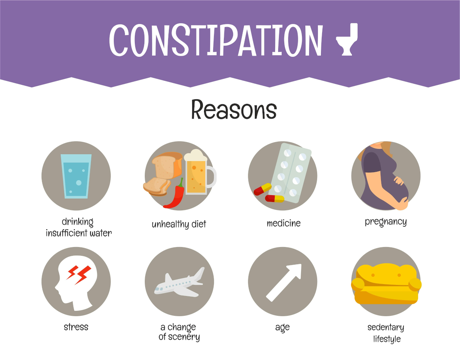 CONSTIPATION
Reasons
drinking
insufficient water
unhealthy diet
medicine
pregnancy
stress
a change
of scenery
age
sedentary
lifestyle